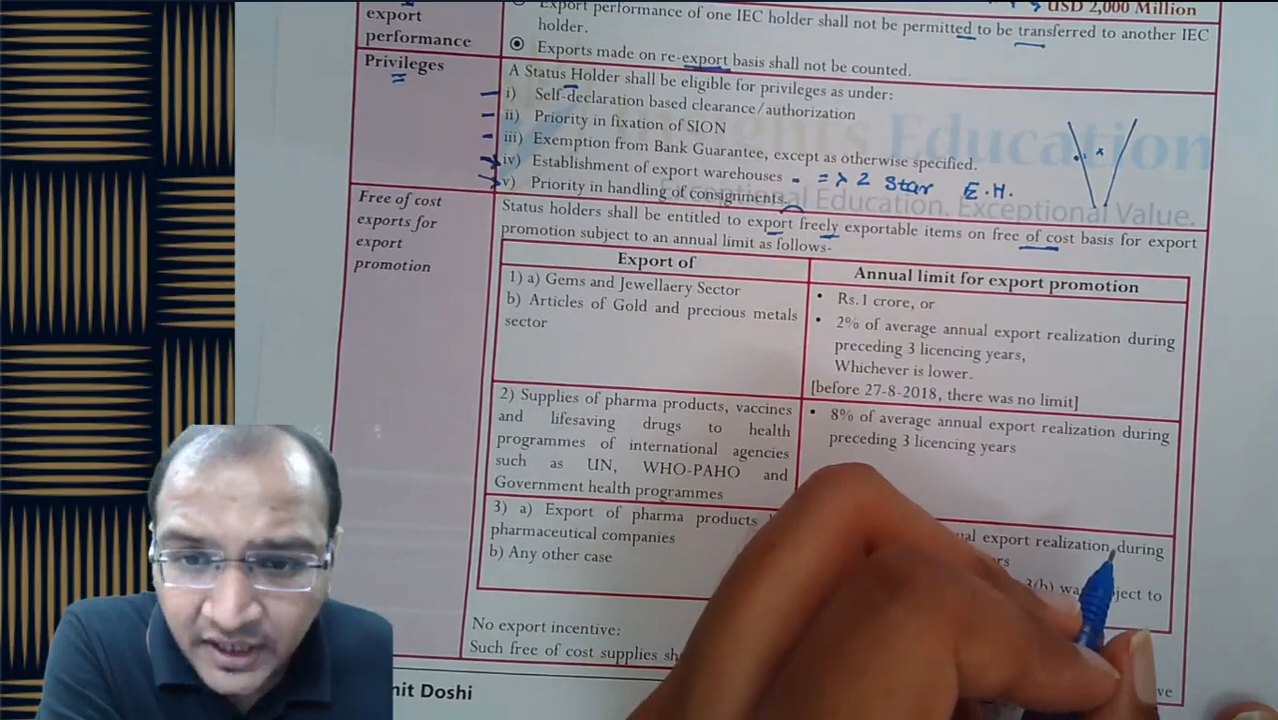 USD 2,000 Million
export
performance
Export performance of one IEC holder shall not be permitted to be transferred to another IEC
holder.
Exports made on re-export basis shall not be counted.
Privileges
A Status Holder shall be eligible for privileges as under:
i) Self-declaration based clearance/authorization
ii) Priority in fixation of SION
iii) Exemption from Bank Guarantee, except as otherwise specified.
iv) Establishment of export warehouses - => 2 Star E.H.
v) Priority in handling of consignments.
Education
Exceptional Education. Exceptional Value.
Free of cost
exports for
export
promotion
Status holders shall be entitled to export freely exportable items on free of cost basis for export
promotion subject to an annual limit as follows-
Export of
Annual limit for export promotion
1) a) Gems and Jewellaery Sector
b) Articles of Gold and precious metals
sector
• Rs.1 crore, or
• 2% of average annual export realization during
preceding 3 licencing years,
Whichever is lower.
[before 27-8-2018, there was no limit]
2) Supplies of pharma products, vaccines
and lifesaving drugs to health
programmes of international agencies
such as UN, WHO-PAHO and
Government health programmes
• 8% of average annual export realization during
preceding 3 licencing years
3) a) Export of pharma products
pharmaceutical companies
b) Any other case
export realization during
3(b)
to
No export incentive:
Such free of cost supplies
Doshi